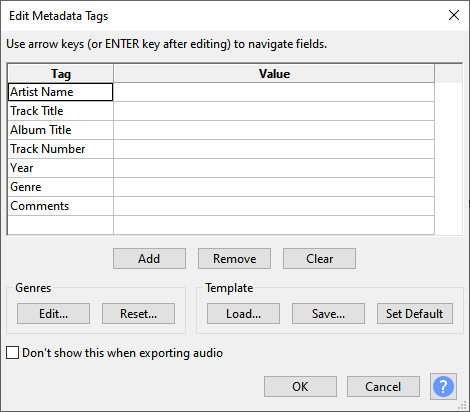 Edit Metadata Tags
Use arrow keys (or ENTER key after editing) to navigate fields.
Tag Value
Artist Name
Track Title
Album Title
Track Number
Year
Genre
Comments
Add Remove Clear
Genres Template
Edit... Reset... Load... Save... Set Default
Don't show this when exporting audio
OK Cancel ?